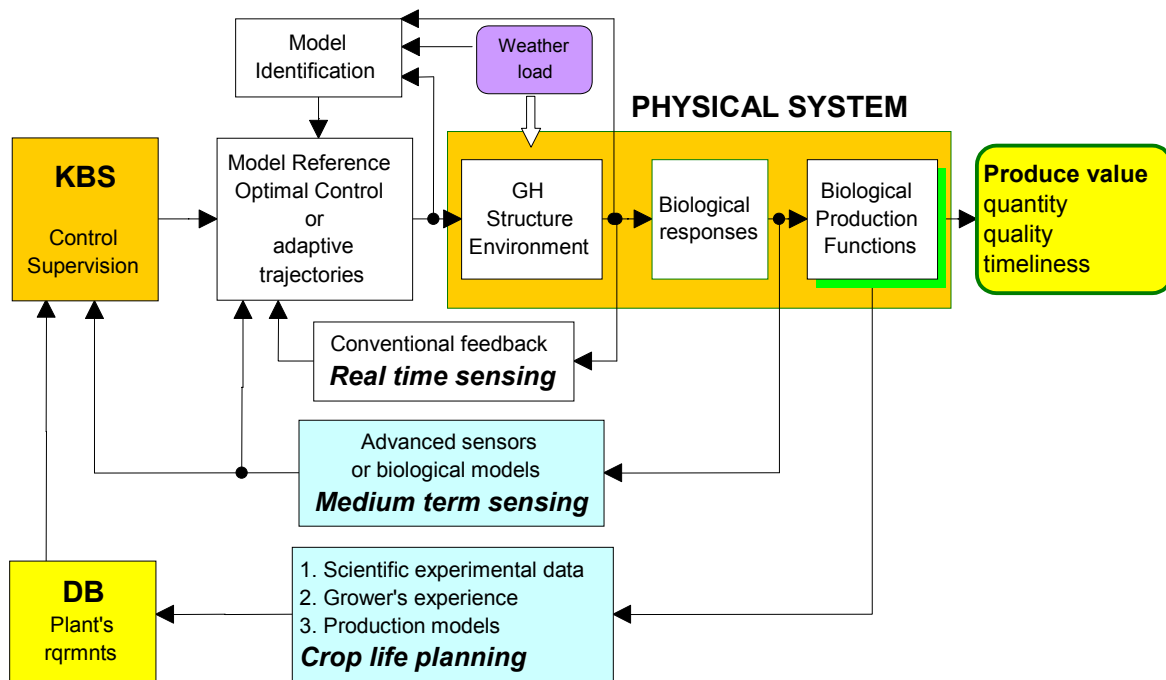 Model
Identification
Weather
load
PHYSICAL SYSTEM
KBS
Control
Supervision
Model Reference
Optimal Control
or
adaptive
trajectories
GH
Structure
Environment
Biological
responses
Biological
Production
Functions
Produce value
quantity
quality
timeliness
Conventional feedback
Real time sensing
Advanced sensors
or biological models
Medium term sensing
DB
Plant's
rqrmnts
1. Scientific experimental data
2. Grower's experience
3. Production models
Crop life planning